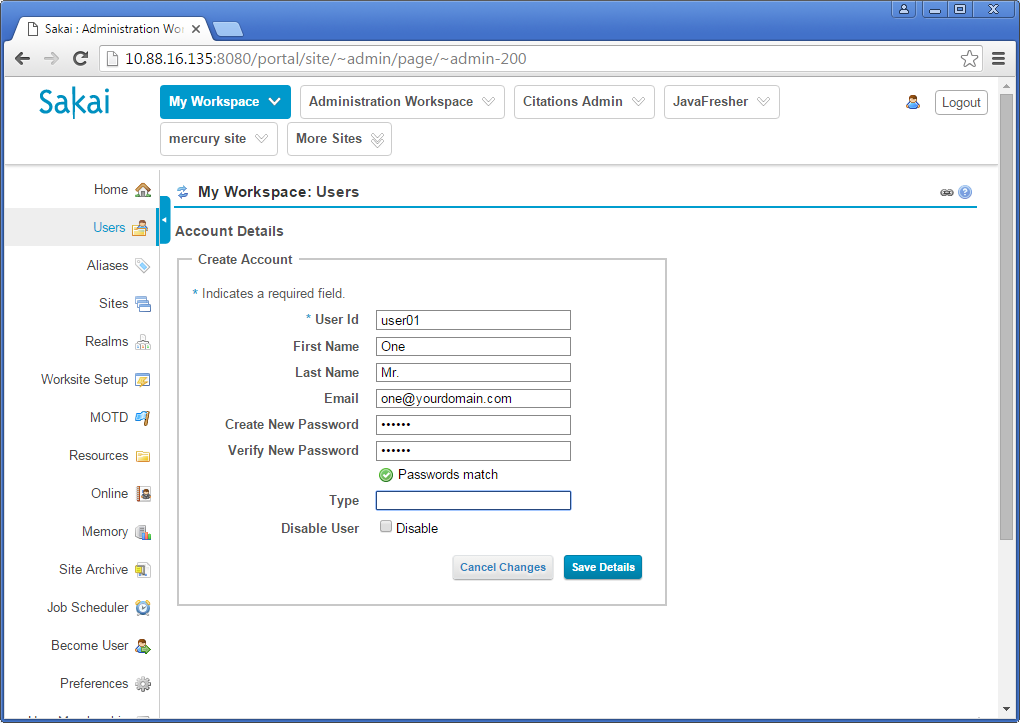 Sakai : Administration Wor
10.88.16.135:8080/portal/site/~admin/page/~admin-200
Sakai
My Workspace
Administration Workspace
Citations Admin
JavaFresher
Logout
mercury site
More Sites
Home
My Workspace: Users
Users
Account Details
Create Account
Aliases
* Indicates a required field.
Sites
* User Id user01
Realms
First Name One
Last Name Mr.
Worksite Setup
Email one@yourdomain.com
MOTD
Create New Password ••••••
Resources
Verify New Password ••••••
Passwords match
Online
Type
Memory
Disable User Disable
Site Archive
Cancel Changes Save Details
Job Scheduler
Become User
Preferences